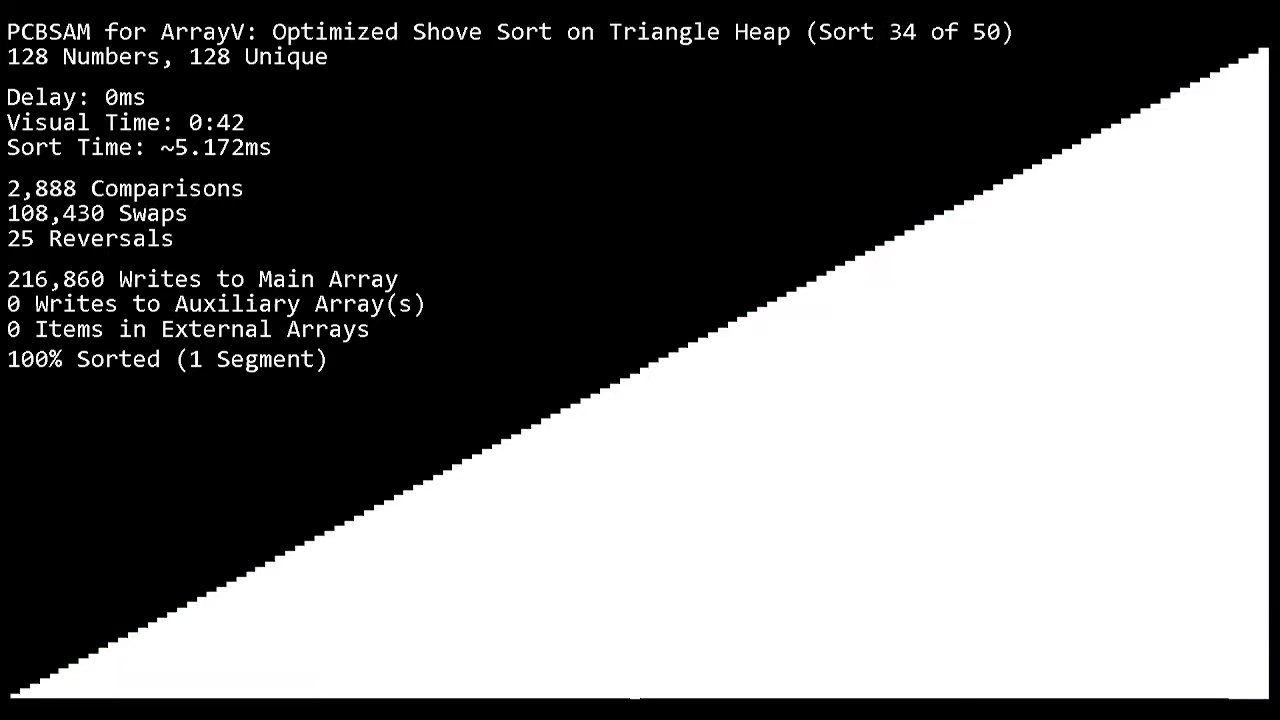 PCBSAM for ArrayV: Optimized Shove Sort on Triangle Heap (Sort 34 of 50)
128 Numbers, 128 Unique
Delay: 0ms
Visual Time: 0:42
Sort Time: ~5.172ms
2,888 Comparisons
108,430 Swaps
25 Reversals
216,860 Writes to Main Array
0 Writes to Auxiliary Array(s)
0 Items in External Arrays
100% Sorted (1 Segment)